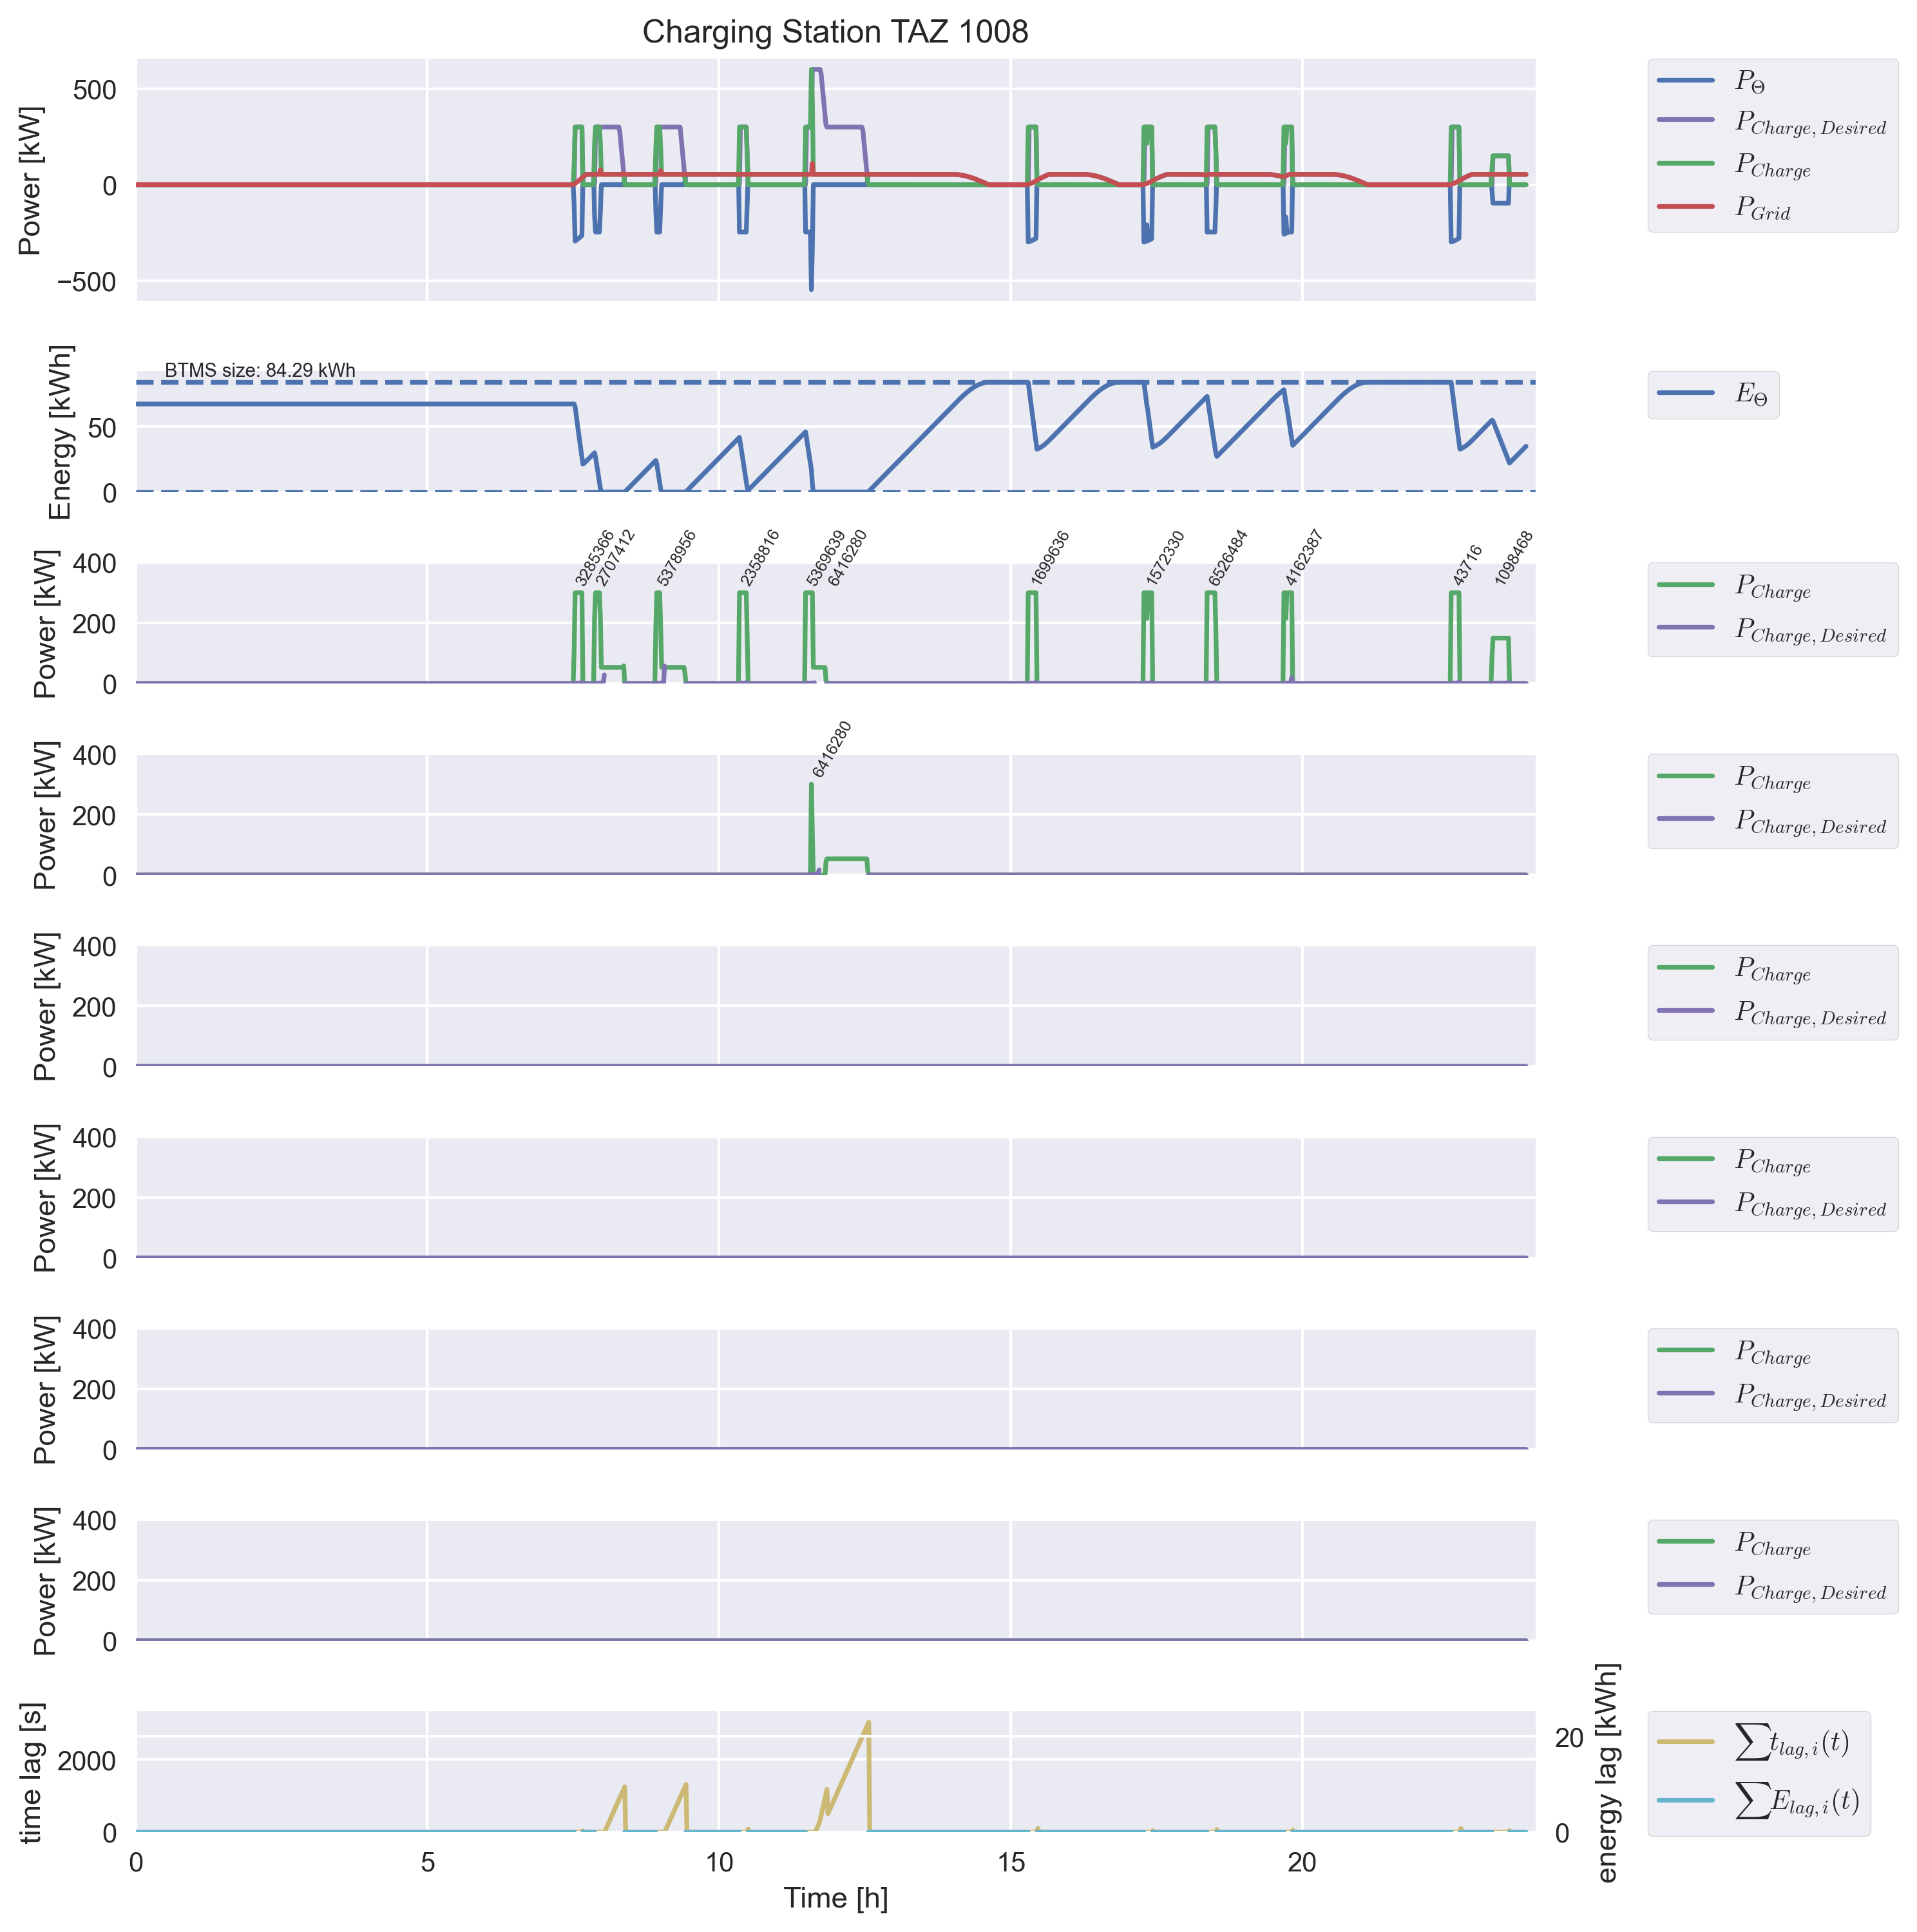 Charging Station TAZ 1008
Power [kW]
500
0
−500
P_Θ
P_Charge, Desired
P_Charge
P_Grid
Energy [kWh]
BTMS size: 84.29 kWh
50
0
E_Θ
Power [kW]
400
200
0
3285366
2707412
5378956
2358816
5369639
6416280
1699636
1572330
6526484
4162387
43716
1098468
P_Charge
P_Charge, Desired
Power [kW]
400
200
0
6416280
P_Charge
P_Charge, Desired
Power [kW]
400
200
0
P_Charge
P_Charge, Desired
Power [kW]
400
200
0
P_Charge
P_Charge, Desired
Power [kW]
400
200
0
P_Charge
P_Charge, Desired
Power [kW]
400
200
0
P_Charge
P_Charge, Desired
time lag [s]
2000
0
20
0
energy lag [kWh]
∑t_lag, i(t)
∑E_lag, i(t)
0 5 10 15 20
Time [h]